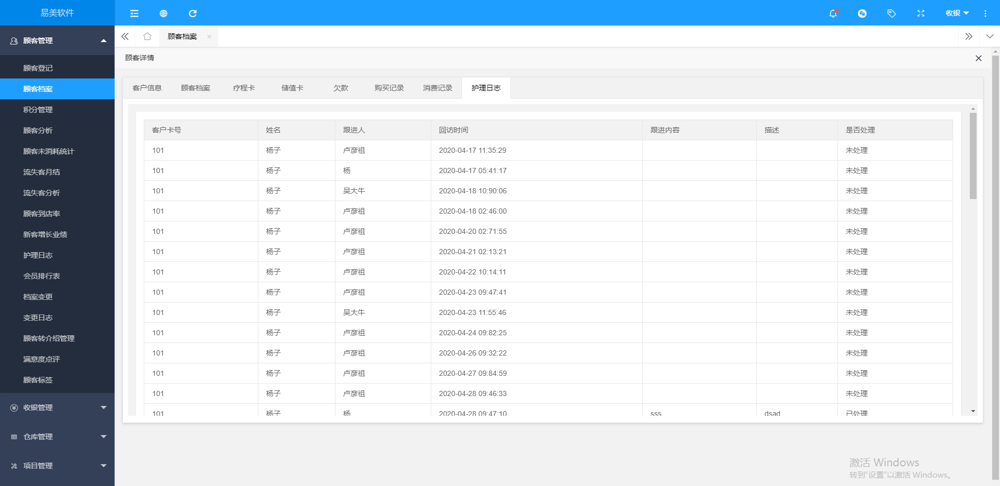 易美软件
收银
顾客管理
顾客登记
顾客档案
积分管理
顾客分析
顾客未消耗统计
流失客月结
流失客分析
顾客到店率
新客增长业绩
护理日志
会员排行表
档案变更
变更日志
顾客转介绍管理
满意度点评
顾客标签
收银管理
仓库管理
项目管理
顾客档案
顾客详情
客户信息 顾客档案 疗程卡 储值卡 欠款 购买记录 消费记录 护理日志
客户卡号 姓名 跟进人 回访时间 跟进内容 描述 是否处理
101 杨子 卢彦祖 2020-04-17 11:35:29 未处理
101 杨子 杨 2020-04-17 05:41:17 未处理
101 杨子 吴大牛 2020-04-18 10:90:06 未处理
101 杨子 卢彦祖 2020-04-18 02:46:00 未处理
101 杨子 卢彦祖 2020-04-20 02:71:55 未处理
101 杨子 卢彦祖 2020-04-21 02:13:21 未处理
101 杨子 卢彦祖 2020-04-22 10:14:11 未处理
101 杨子 卢彦祖 2020-04-23 09:47:41 未处理
101 杨子 吴大牛 2020-04-23 11:55:46 未处理
101 杨子 卢彦祖 2020-04-24 09:82:25 未处理
101 杨子 卢彦祖 2020-04-26 09:32:22 未处理
101 杨子 卢彦祖 2020-04-27 09:84:59 未处理
101 杨子 卢彦祖 2020-04-28 09:46:33 未处理
101 杨子 杨 2020-04-28 09:47:10 sss dsad 已处理
激活 Windows
转到"设置"以激活 Windows。